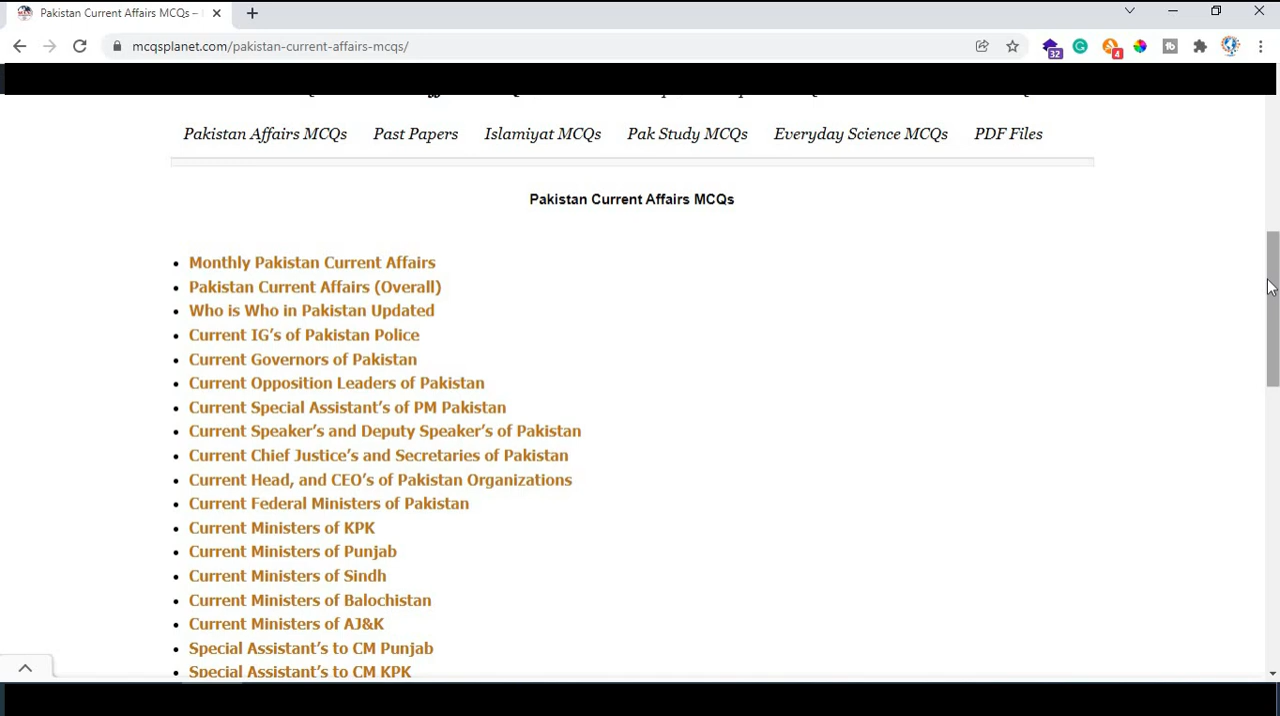 Pakistan Current Affairs MCQs –
mcqsplanet.com/pakistan-current-affairs-mcqs/
32
4
Pakistan Affairs MCQs Past Papers Islamiyat MCQs Pak Study MCQs Everyday Science MCQs PDF Files
Pakistan Current Affairs MCQs
Monthly Pakistan Current Affairs
Pakistan Current Affairs (Overall)
Who is Who in Pakistan Updated
Current IG’s of Pakistan Police
Current Governors of Pakistan
Current Opposition Leaders of Pakistan
Current Special Assistant’s of PM Pakistan
Current Speaker’s and Deputy Speaker’s of Pakistan
Current Chief Justice’s and Secretaries of Pakistan
Current Head, and CEO’s of Pakistan Organizations
Current Federal Ministers of Pakistan
Current Ministers of KPK
Current Ministers of Punjab
Current Ministers of Sindh
Current Ministers of Balochistan
Current Ministers of AJ&K
Special Assistant’s to CM Punjab
Special Assistant’s to CM KPK